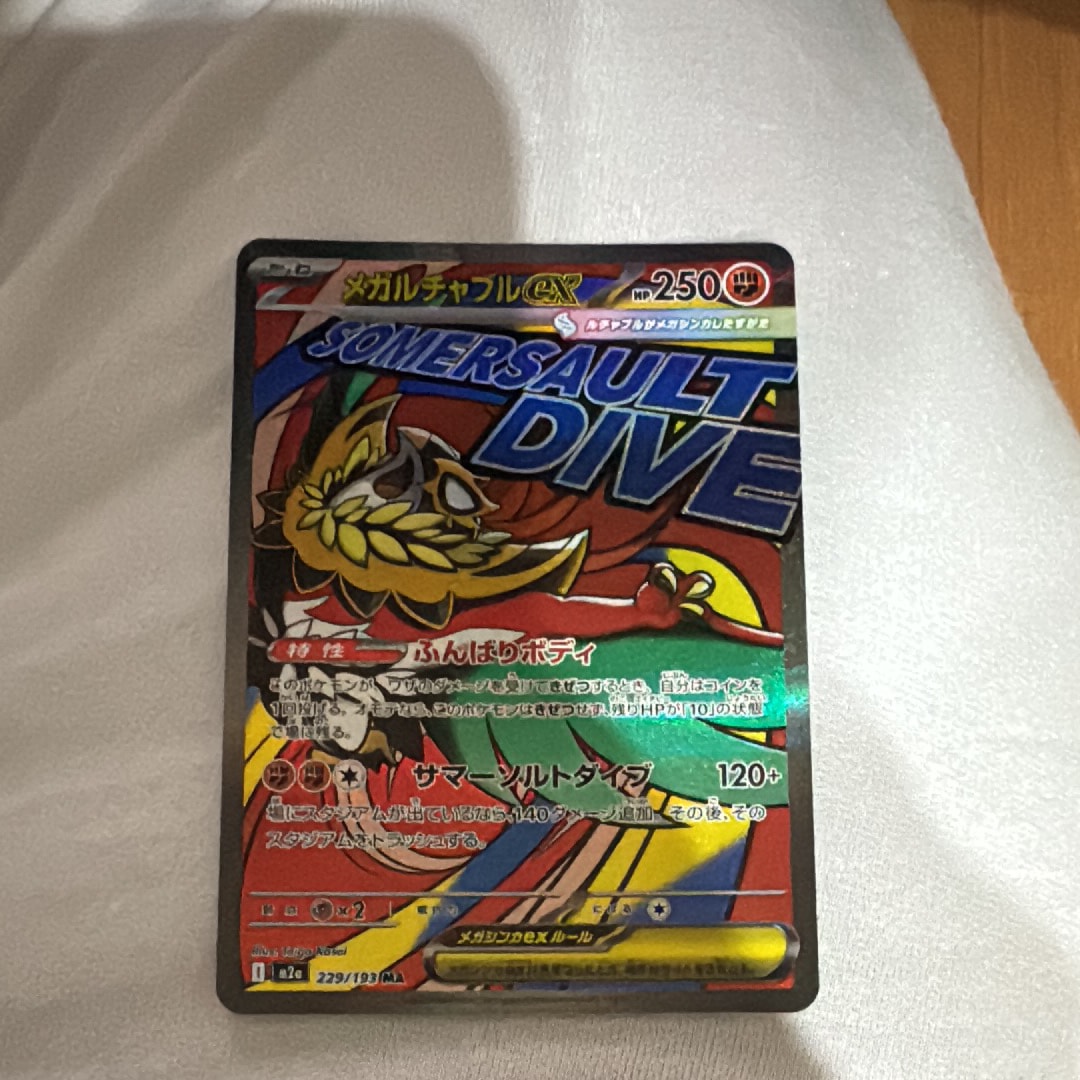 メガルチャブルex HP250
ルチャブルがメガシンカしたすがた
SOMERSAULT
DIVE
特性 ふんばりボディ
このポケモンが、ワザのダメージを受けてきぜつするとき、自分はコインを
1回投げる。オモテなら、このポケモンはきぜつせず、残りHPが「10」の状態
で場に残る。
サマーソルトダイブ 120+
場にスタジアムが出ているなら、140ダメージ追加。その後、その
スタジアムをトラッシュする。
弱点 ×2 にげる
メガシンカexルール
Illus.
I m2a 229/193 MA